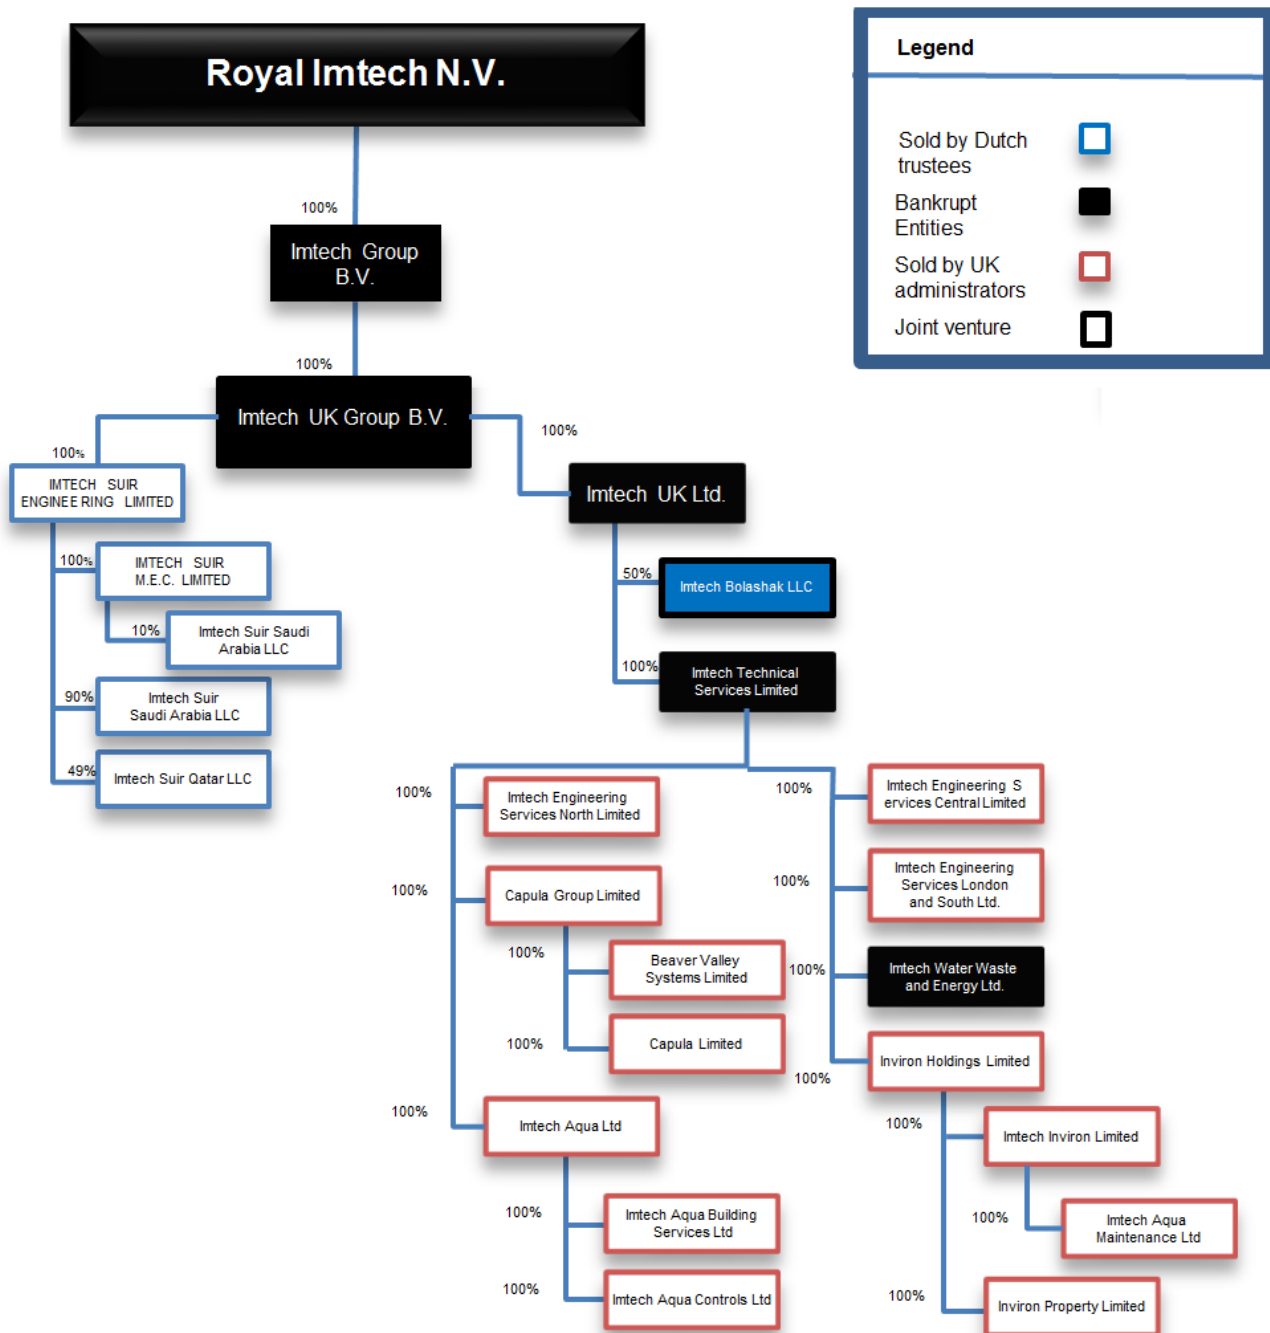 Royal Imtech N.V.
Legend
Sold by Dutch
trustees
Bankrupt
Entities
Sold by UK
administrators
Joint venture
100%
Imtech Group
B.V.
100%
Imtech UK Group B.V.
100%
IMTECH SUIR
ENGINEERING LIMITED
100%
IMTECH SUIR
M.E.C. LIMITED
10%
Imtech Suir Saudi
Arabia LLC
90%
Imtech Suir
Saudi Arabia LLC
49%
Imtech Suir Qatar LLC
100%
Imtech UK Ltd.
50%
Imtech Bolashak LLC
100%
Imtech Technical
Services Limited
100%
Imtech Engineering
Services North Limited
100%
Capula Group Limited
100%
Beaver Valley
Systems Limited
100%
Capula Limited
100%
Imtech Aqua Ltd
100%
Imtech Aqua Building
Services Ltd
100%
Imtech Aqua Controls Ltd
100%
Imtech Engineering S
ervices Central Limited
100%
Imtech Engineering
Services London
and South Ltd.
100%
Imtech Water Waste
and Energy Ltd.
100%
Inviron Holdings Limited
100%
Imtech Inviron Limited
100%
Imtech Aqua
Maintenance Ltd
100%
Inviron Property Limited